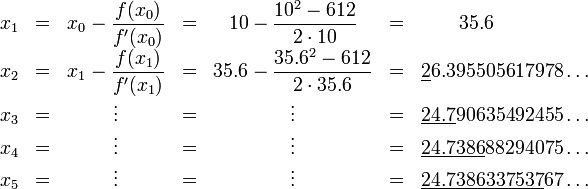 x₁ = x₀ − f(x₀)/f′(x₀) = 10 − (10² − 612)/(2 · 10) = 35.6
x₂ = x₁ − f(x₁)/f′(x₁) = 35.6 − (35.6² − 612)/(2 · 35.6) = 26.395505617978…
x₃ = ⋮ = ⋮ = 24.790635492455…
x₄ = ⋮ = ⋮ = 24.738688294075…
x₅ = ⋮ = ⋮ = 24.738633753767…